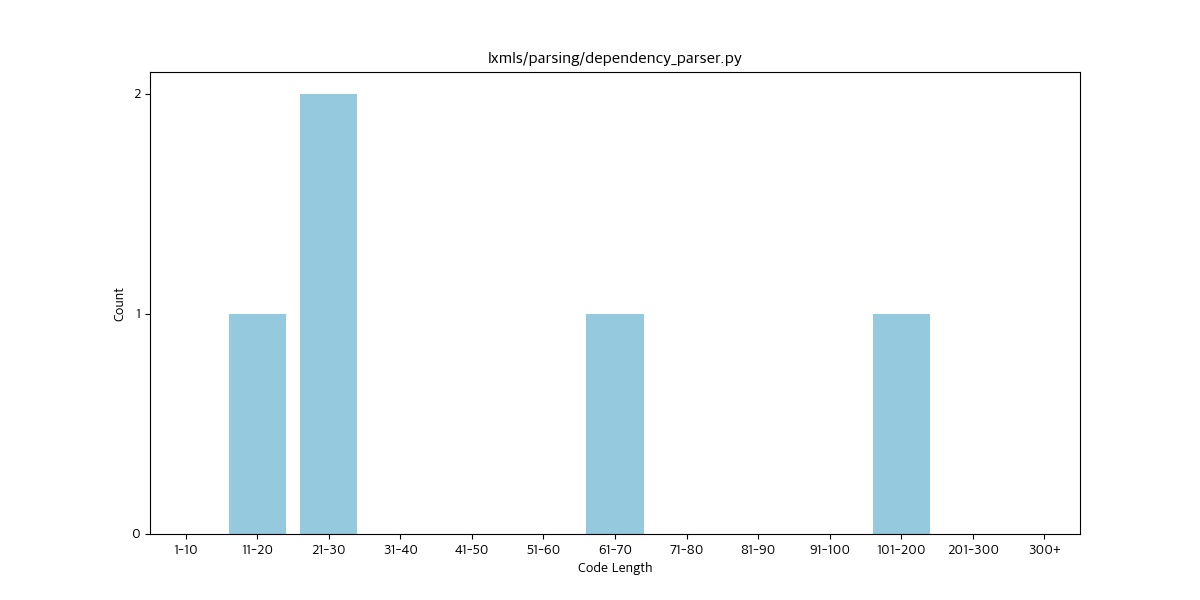 lxmls/parsing/dependency_parser.py
Count
2
1
0
1-10 11-20 21-30 31-40 41-50 51-60 61-70 71-80 81-90 91-100 101-200 201-300 300+
Code Length